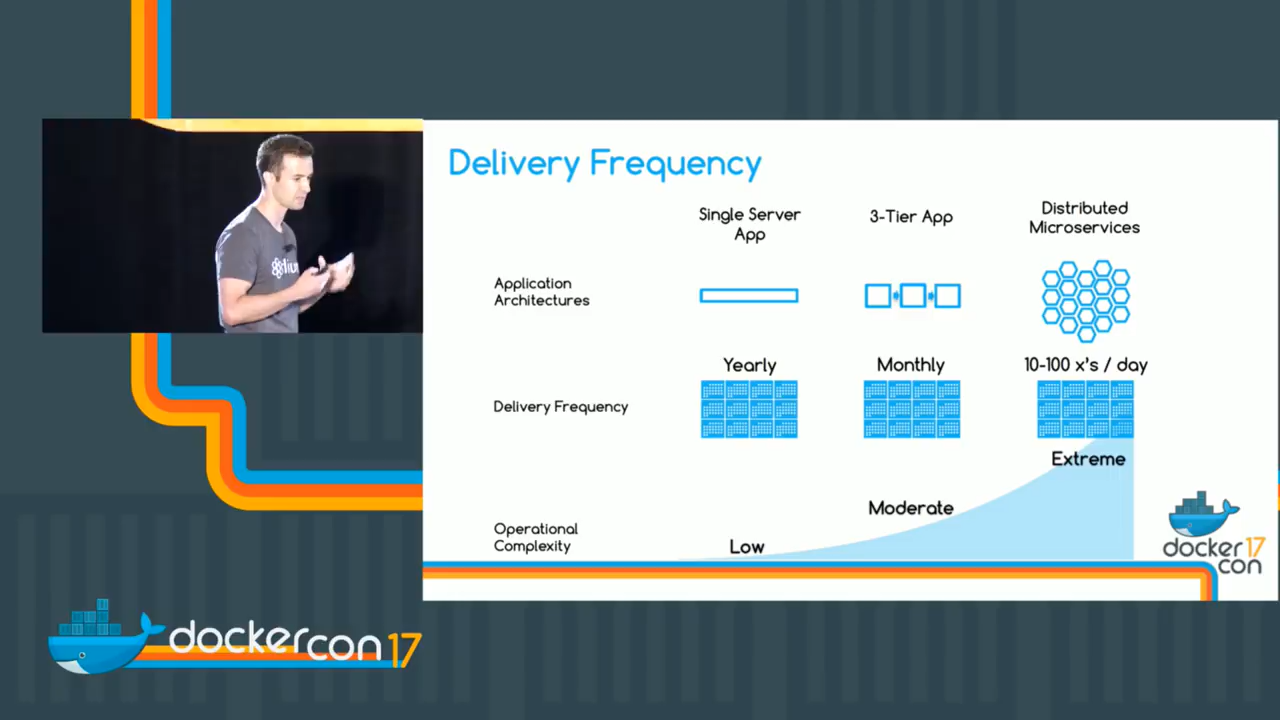 Delivery Frequency
Single Server
App
3-Tier App
Distributed
Microservices
Application
Architectures
Yearly
Monthly
10-100 x's / day
Delivery Frequency
Extreme
Moderate
Operational
Complexity
Low
docker 17
con
dockercon 17